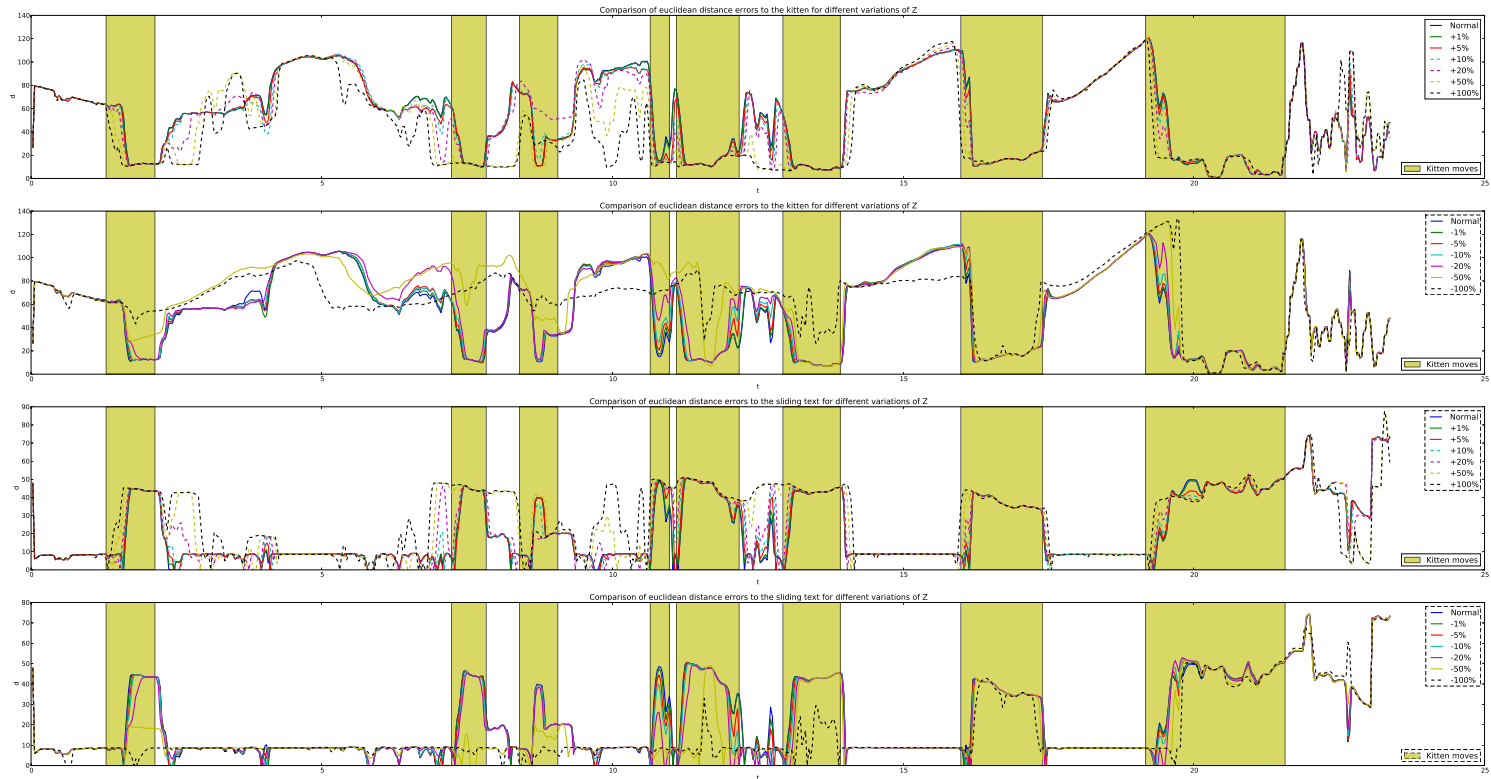 Comparison of euclidean distance errors to the kitten for different variations of Z
140
120
100
80
60
40
20
0
d
0 5 10 15 20 25
t
Normal
+1%
+5%
+10%
+20%
+50%
+100%
-50%
Kitten moves
Comparison of euclidean distance errors to the kitten for different variations of Z
140
120
100
80
60
40
20
0
d
0 5 10 15 20 25
t
Normal
-1%
-5%
-10%
-20%
-50%
-100%
Kitten moves
Comparison of euclidean distance errors to the sliding text for different variations of Z
90
80
70
60
50
40
30
20
10
0
d
0 5 10 15 20 25
t
Normal
+1%
+5%
+10%
+20%
+50%
+100%
Kitten moves
Comparison of euclidean distance errors to the sliding text for different variations of Z
80
70
60
50
40
30
20
10
0
d
0 5 10 15 20 25
t
Normal
-1%
-5%
-10%
-20%
-50%
-100%
Kitten moves